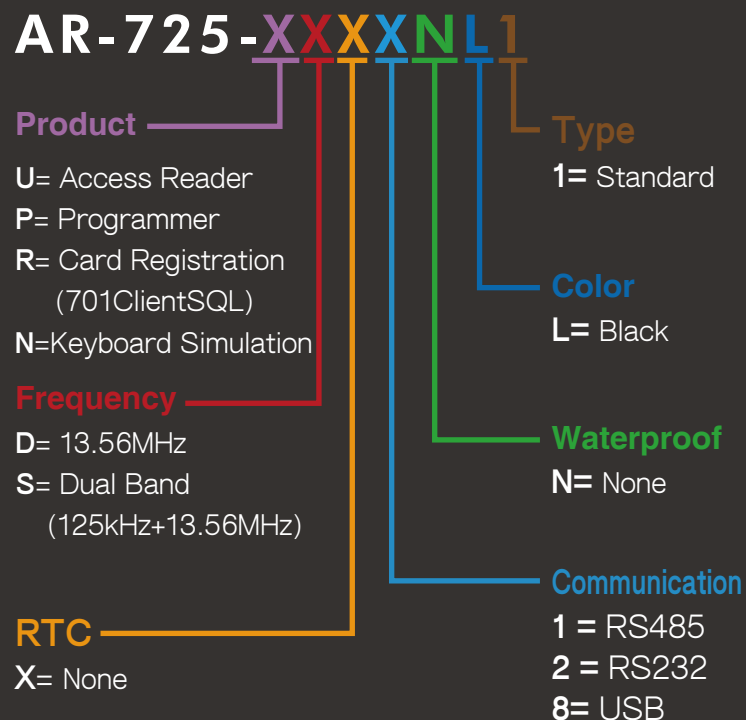 AR-725-XXXXNL1
Product
U= Access Reader
P= Programmer
R= Card Registration
(701ClientSQL)
N=Keyboard Simulation
Frequency
D= 13.56MHz
S= Dual Band
(125kHz+13.56MHz)
RTC
X= None
Type
1= Standard
Color
L= Black
Waterproof
N= None
Communication
1 = RS485
2 = RS232
8= USB